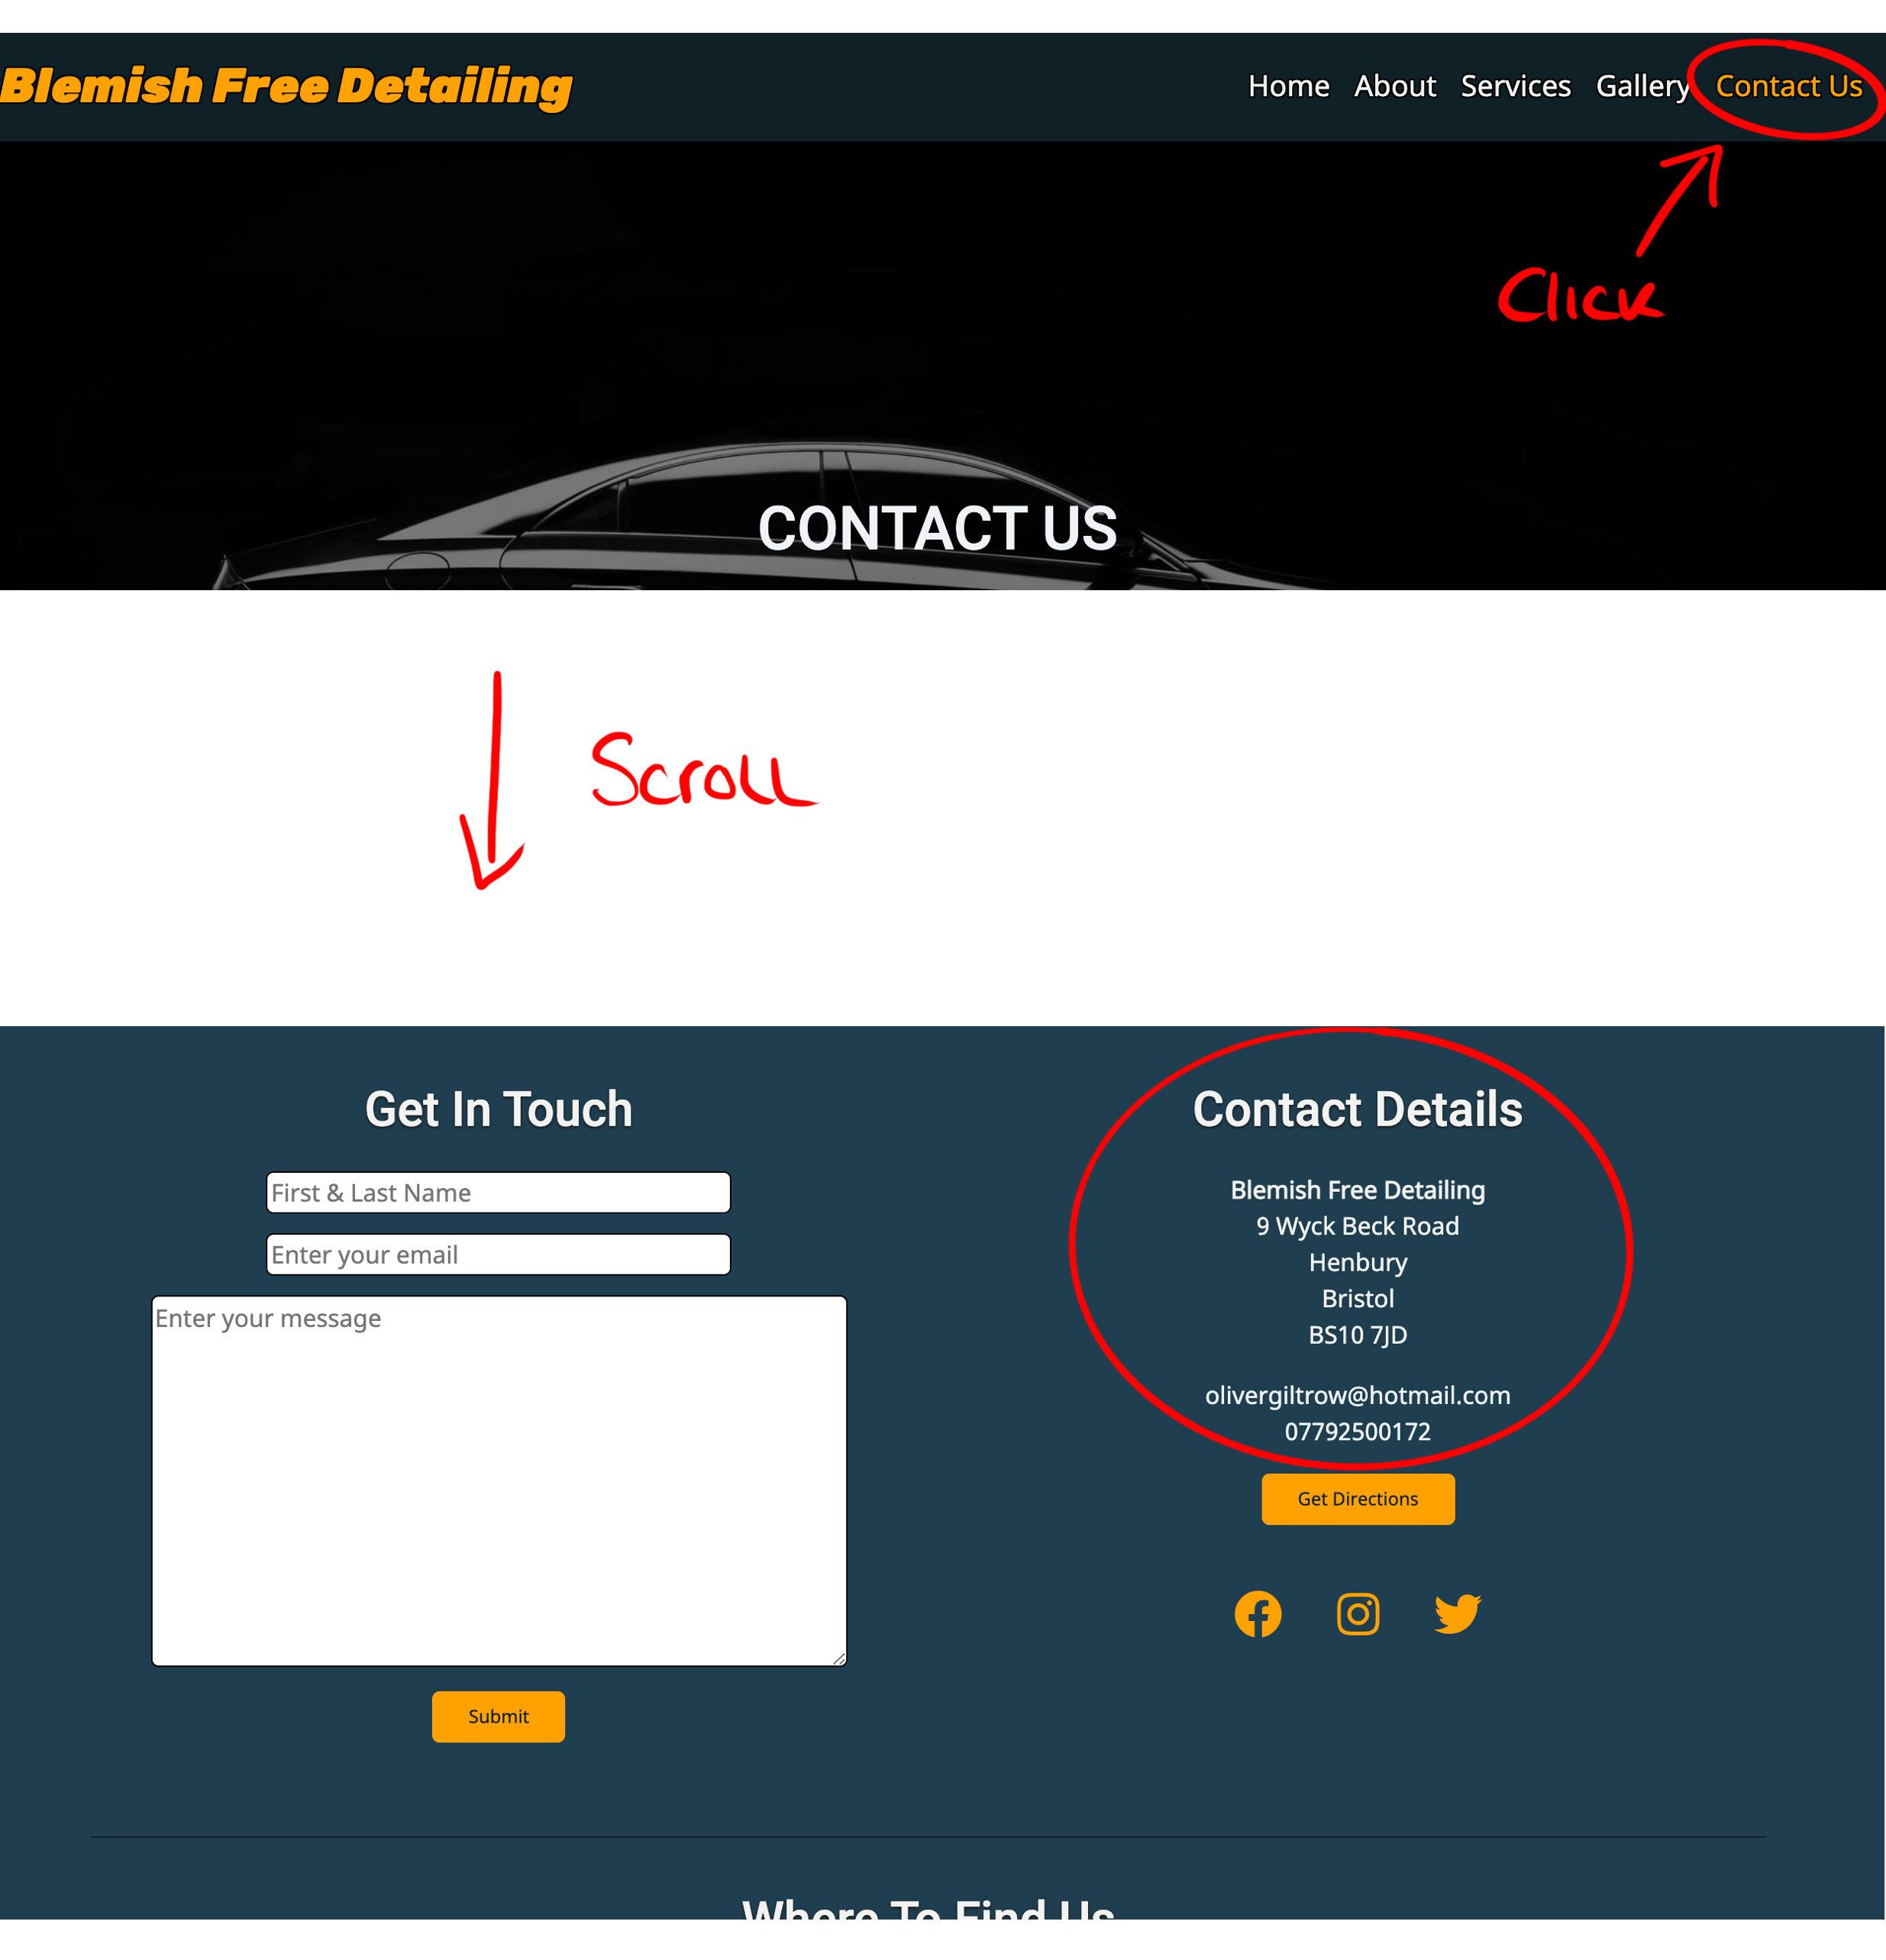 Blemish Free Detailing
Home About Services Gallery Contact Us
Click
CONTACT US
Scroll
Get In Touch
First & Last Name
Enter your email
Enter your message
Submit
Contact Details
Blemish Free Detailing
9 Wyck Beck Road
Henbury
Bristol
BS10 7JD
olivergiltrow@hotmail.com
07792500172
Get Directions
Where To Find Us